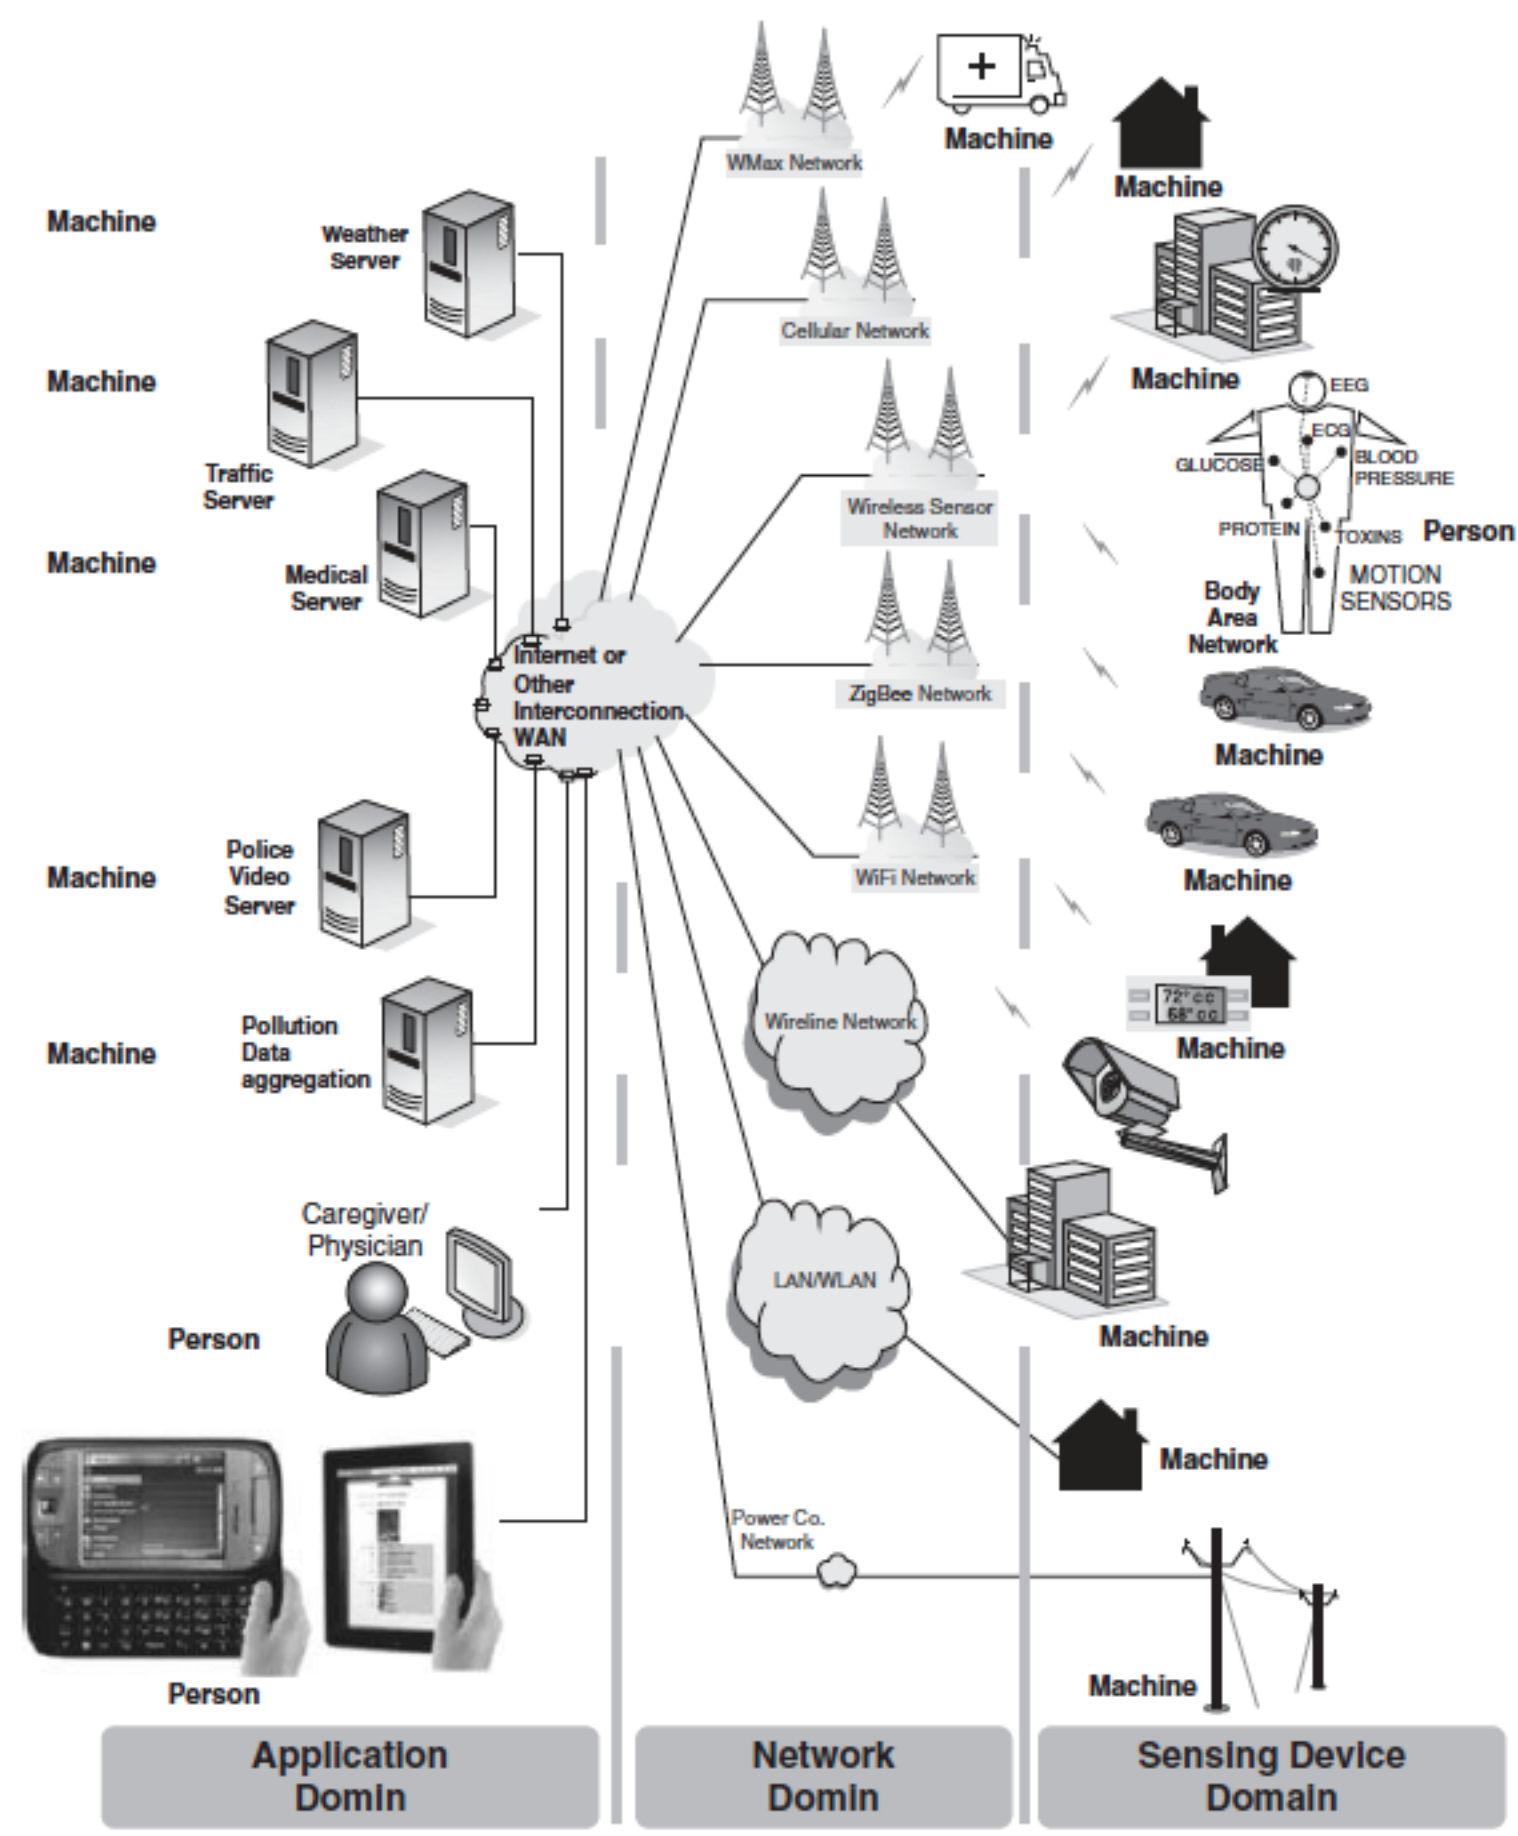 WMax Network
Machine
Machine
Machine
Weather
Server
Cellular Network
Machine
Machine
EEG
ECG
GLUCOSE
BLOOD
PRESSURE
Traffic
Server
Wireless Sensor
Network
PROTEIN
TOXINS
Person
Machine
Medical
Server
MOTION
SENSORS
Body
Area
Network
Internet or
Other
Interconnection
WAN
ZigBee Network
Machine
Machine
Police
Video
Server
WiFi Network
Machine
72°
68°
Wireline Network
Machine
Machine
Pollution
Data
aggregation
Caregiver/
Physician
LAN/WLAN
Machine
Person
Machine
Power Co.
Network
Machine
Person
Application
Domin
Network
Domin
Sensing Device
Domain